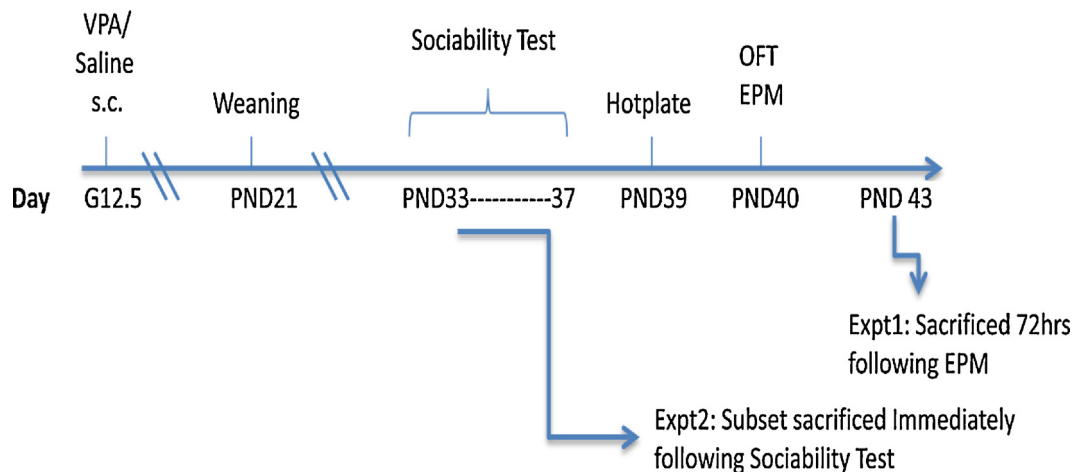 VPA/
Saline
s.c.
Weaning
Sociability Test
Hotplate
OFT
EPM
Day G12.5 PND21 PND33-----------37 PND39 PND40 PND 43
Expt1: Sacrificed 72hrs
following EPM
Expt2: Subset sacrificed Immediately
following Sociability Test